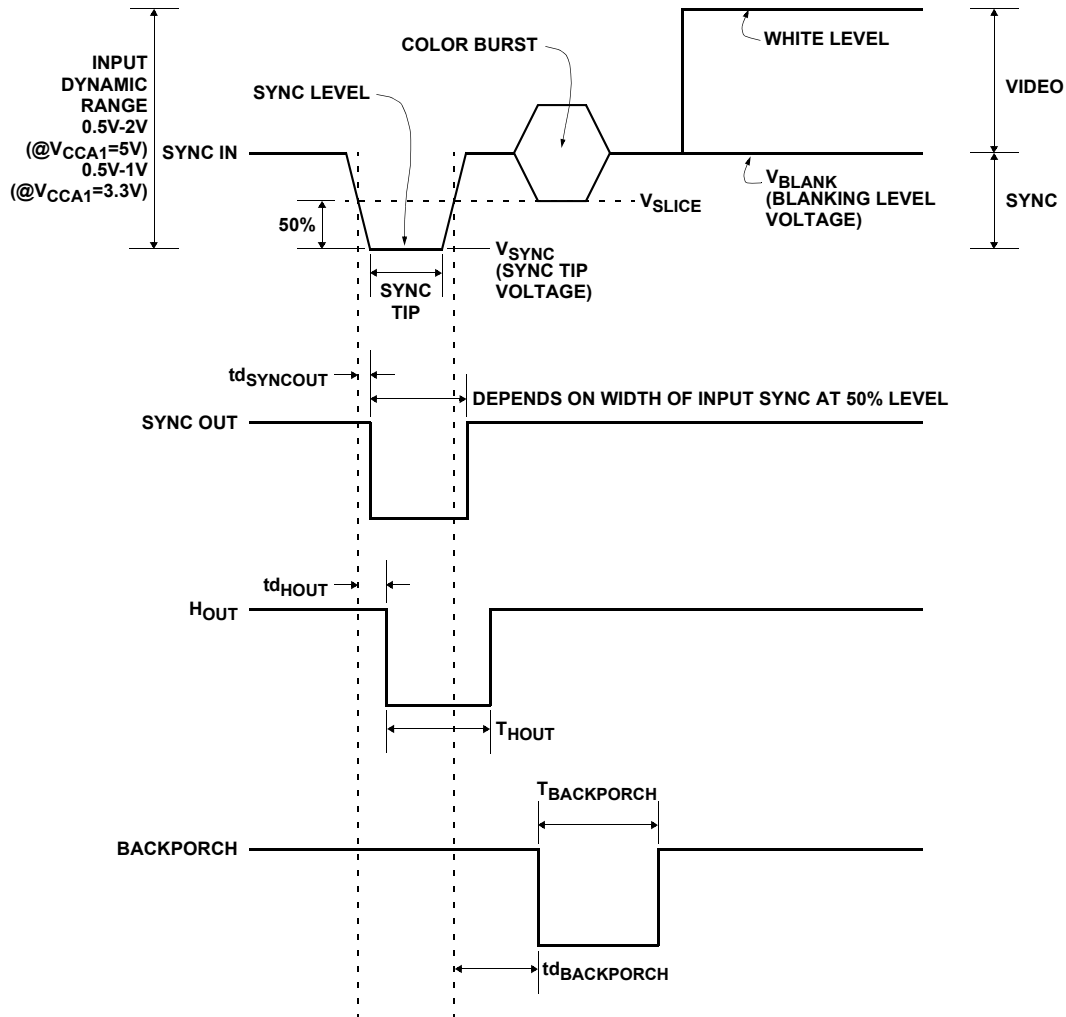 INPUT
DYNAMIC
RANGE
0.5V-2V
(@VCCA1=5V)
0.5V-1V
(@VCCA1=3.3V)
SYNC IN
SYNC LEVEL
COLOR BURST
WHITE LEVEL
VIDEO
VBLANK
(BLANKING LEVEL
VOLTAGE)
SYNC
VSLICE
50%
VSYNC
(SYNC TIP
VOLTAGE)
SYNC
TIP
tdSYNCOUT
DEPENDS ON WIDTH OF INPUT SYNC AT 50% LEVEL
SYNC OUT
tdHOUT
HOUT
THOUT
TBACKPORCH
BACKPORCH
tdBACKPORCH